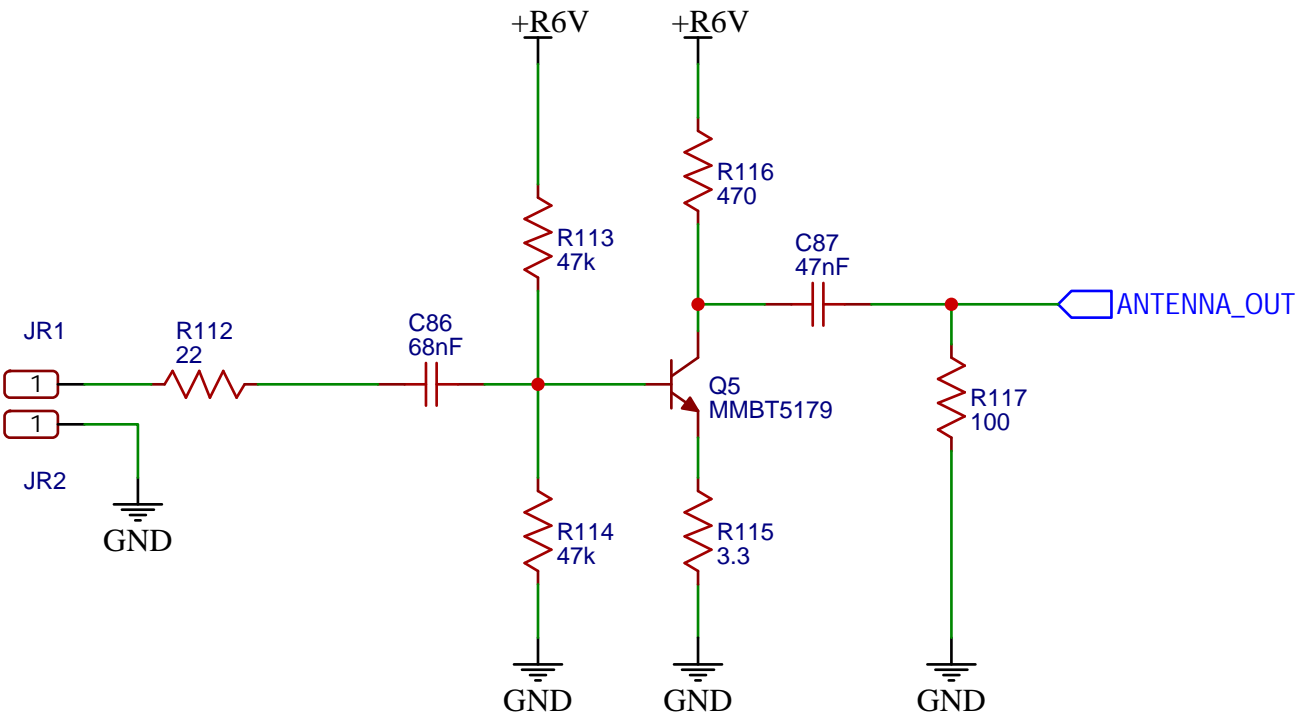 +R6V
+R6V
R116
470
R113
47k
C87
47nF
ANTENNA_OUT
JR1
R112
22
C86
68nF
1
1
Q5
MMBT5179
R117
100
JR2
GND
R114
47k
R115
3.3
GND
GND
GND